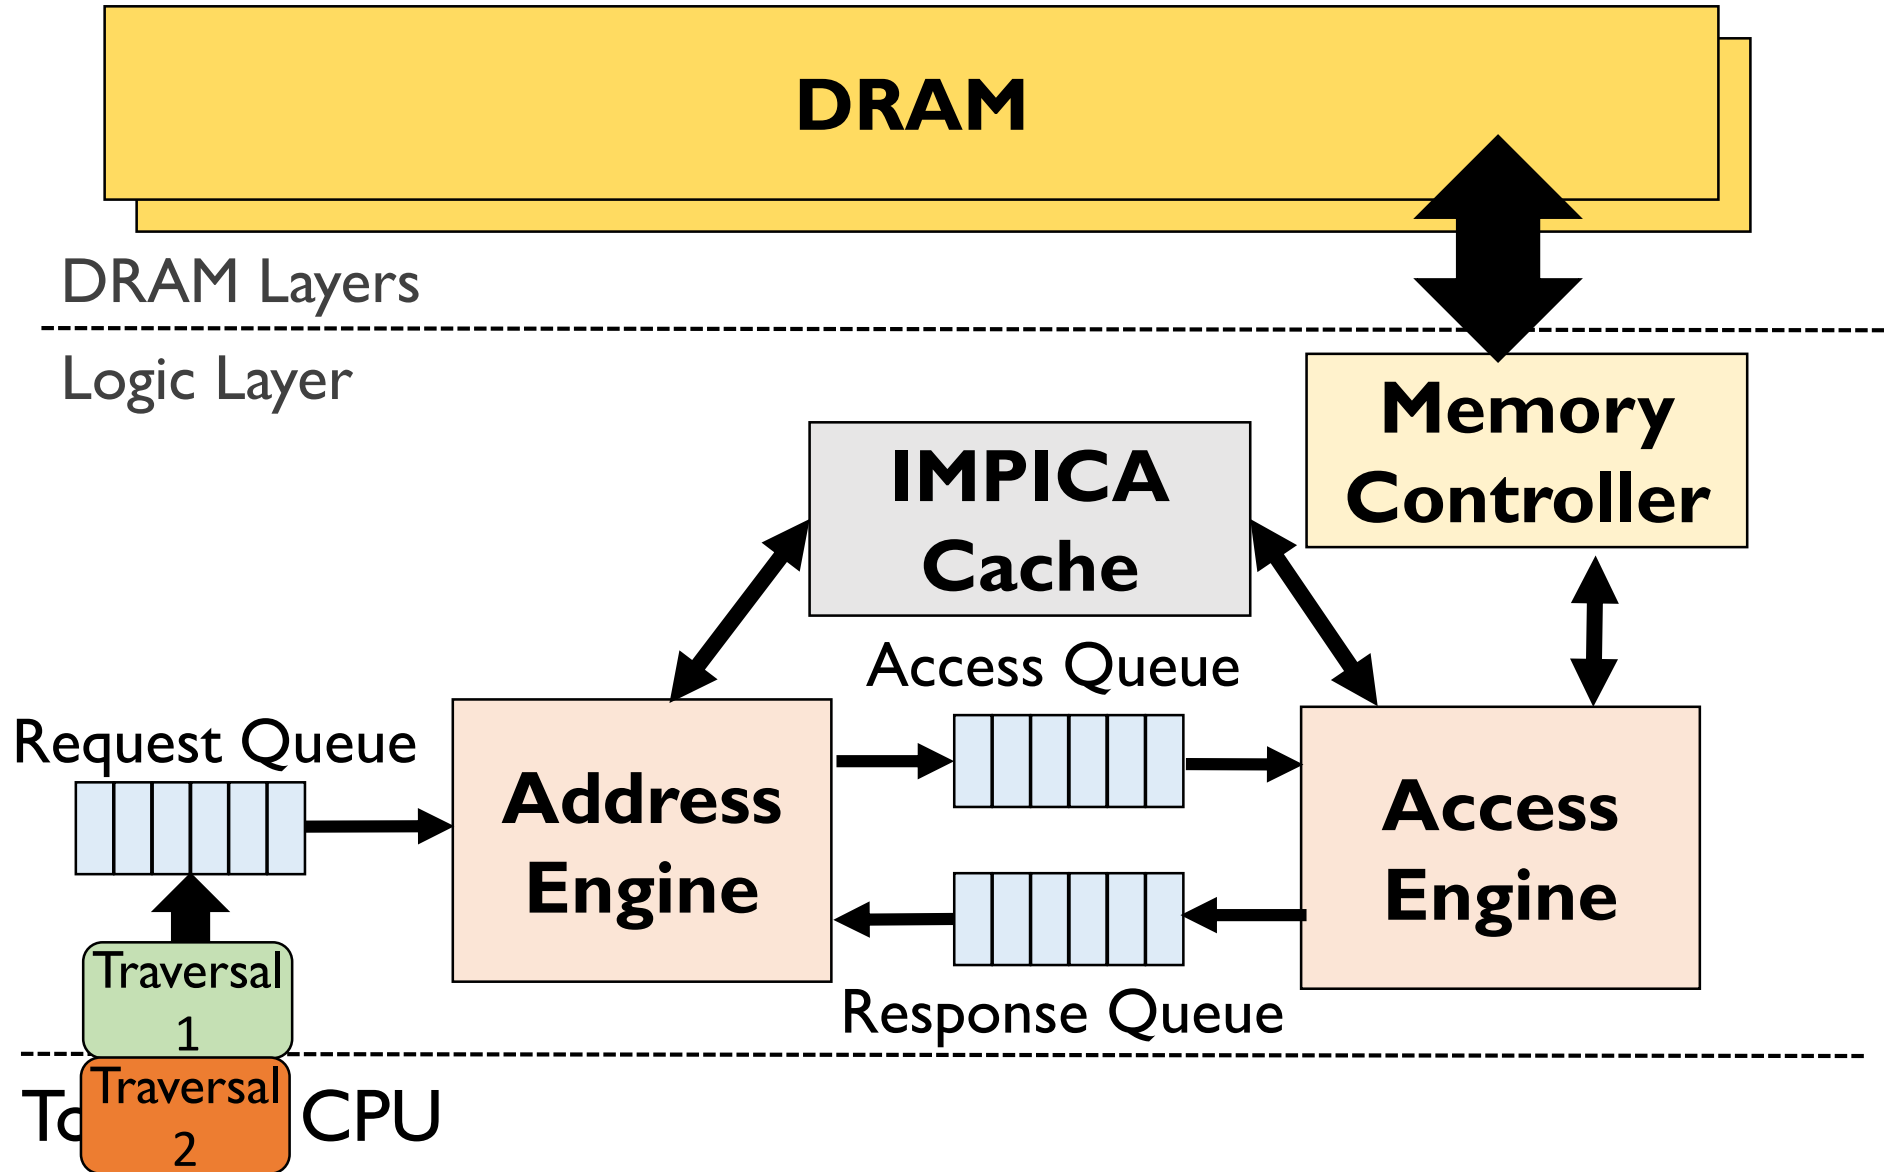 DRAM
DRAM Layers
Logic Layer
Memory
Controller
IMPICA
Cache
Access Queue
Request Queue
Address
Engine
Access
Engine
Traversal
1
Response Queue
Traversal
2
CPU